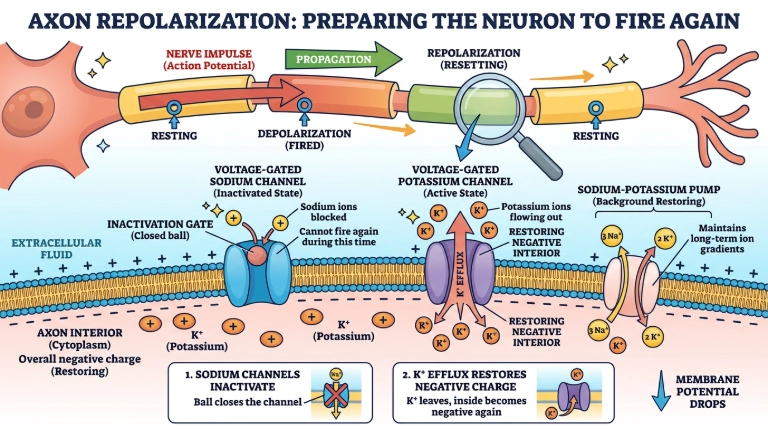 AXON REPOLARIZATION: PREPARING THE NEURON TO FIRE AGAIN
NERVE IMPULSE
(Action Potential)
PROPAGATION
REPOLARIZATION
(RESETTING)
RESTING
DEPOLARIZATION
(FIRED)
RESTING
VOLTAGE-GATED
SODIUM CHANNEL
(Inactivated State)
INACTIVATION GATE
(Closed ball)
+
+
Sodium ions
blocked
Cannot fire again
during this time
VOLTAGE-GATED
POTASSIUM CHANNEL
(Active State)
K⁺
K⁺
K⁺
K⁺
Potassium ions
flowing out
RESTORING
NEGATIVE
INTERIOR
K⁺ EFFLUX
SODIUM-POTASSIUM PUMP
(Background Restoring)
3 Na⁺
2 K⁺
Maintains
long-term ion
gradients
EXTRACELLULAR
FLUID
AXON INTERIOR
(Cytoplasm)
Overall negative charge
(Restoring)
K⁺
(Potassium)
K⁺
(Potassium)
K⁺
K⁺
K⁺
K⁺
K⁺
RESTORING
NEGATIVE
INTERIOR
3 Na⁺
2 K⁺
K⁺
1. SODIUM CHANNELS
INACTIVATE
Ball closes the channel
2. K⁺ EFFLUX RESTORES
NEGATIVE CHARGE
K⁺ leaves, inside becomes
negative again
K⁺
K⁺
MEMBRANE
POTENTIAL
DROPS